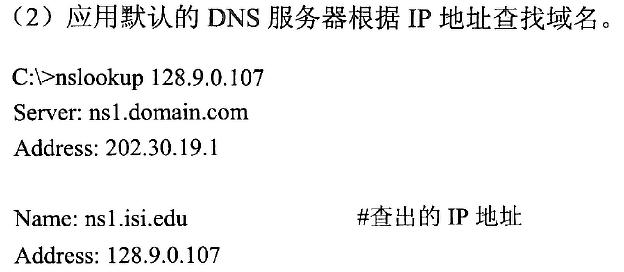 （2）应用默认的 DNS 服务器根据 IP 地址查找域名。
C:\>nslookup 128.9.0.107
Server: ns1.domain.com
Address: 202.30.19.1
Name: ns1.isi.edu #查出的 IP 地址
Address: 128.9.0.107